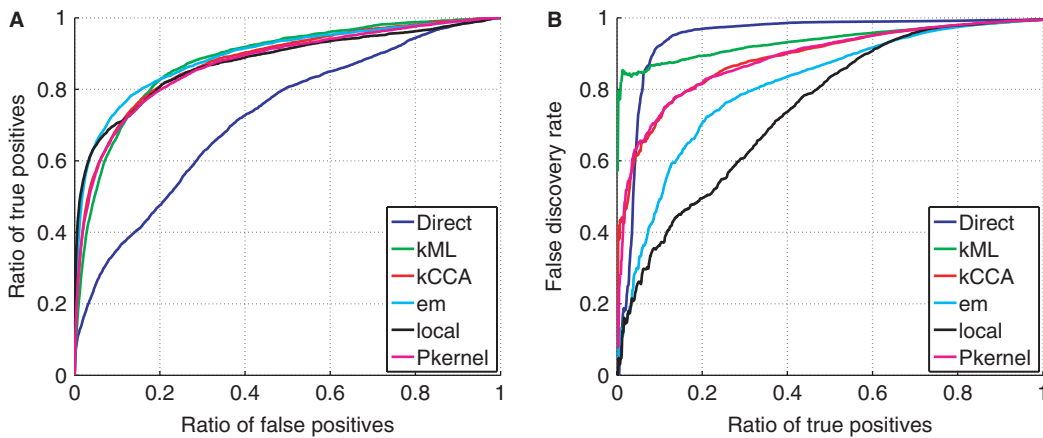 A
Ratio of true positives
1
0.8
0.6
0.4
0.2
0
0
0.2
0.4
0.6
0.8
1
Ratio of false positives
Direct
kML
kCCA
em
local
Pkernel
B
False discovery rate
1
0.8
0.6
0.4
0.2
0
0
0.2
0.4
0.6
0.8
1
Ratio of true positives
Direct
kML
kCCA
em
local
Pkernel